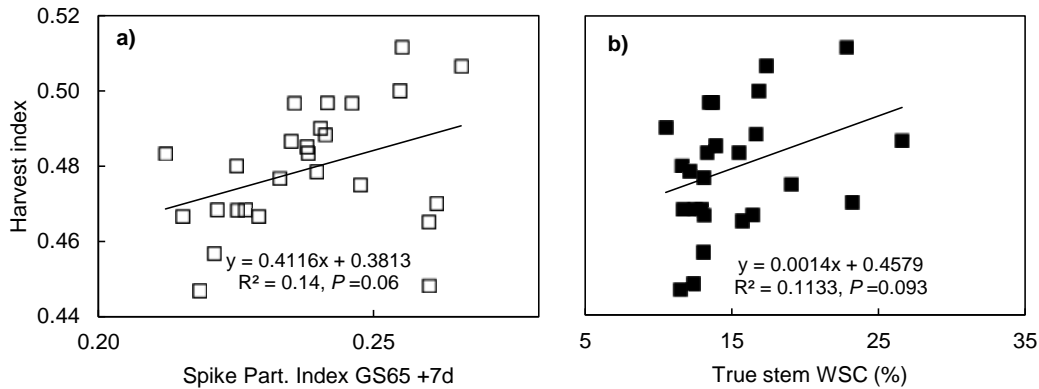 a)
Harvest index
0.52
0.50
0.48
0.46
0.44
y = 0.4116x + 0.3813
R² = 0.14, P =0.06
0.20 0.25
Spike Part. Index GS65 +7d
b)
y = 0.0014x + 0.4579
R² = 0.1133, P =0.093
5 15 25 35
True stem WSC (%)